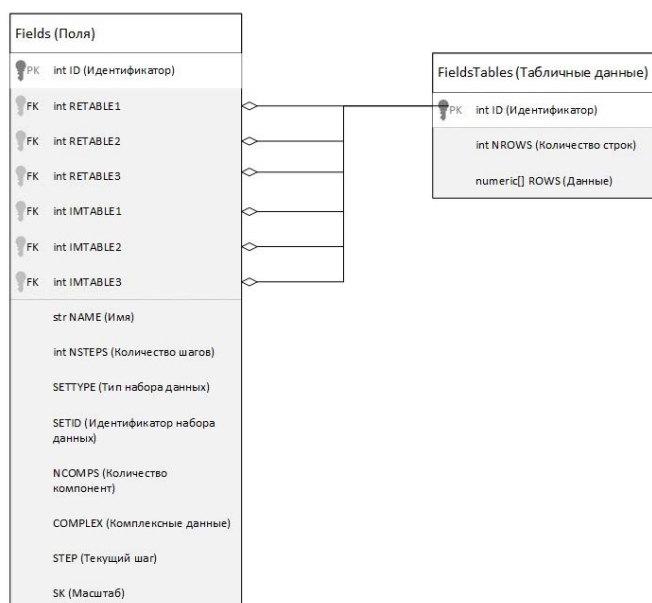 Fields (Поля)
PK int ID (Идентификатор)
FK int RETABLE1
FK int RETABLE2
FK int RETABLE3
FK int IMTABLE1
FK int IMTABLE2
FK int IMTABLE3
str NAME (Имя)
int NSTEPS (Количество шагов)
SETTYPE (Тип набора данных)
SETID (Идентификатор набора
данных)
NCOMPS (Количество
компонент)
COMPLEX (Комплексные данные)
STEP (Текущий шаг)
SK (Масштаб)
FieldsTables (Табличные данные)
PK int ID (Идентификатор)
int NROWS (Количество строк)
numeric[] ROWS (Данные)